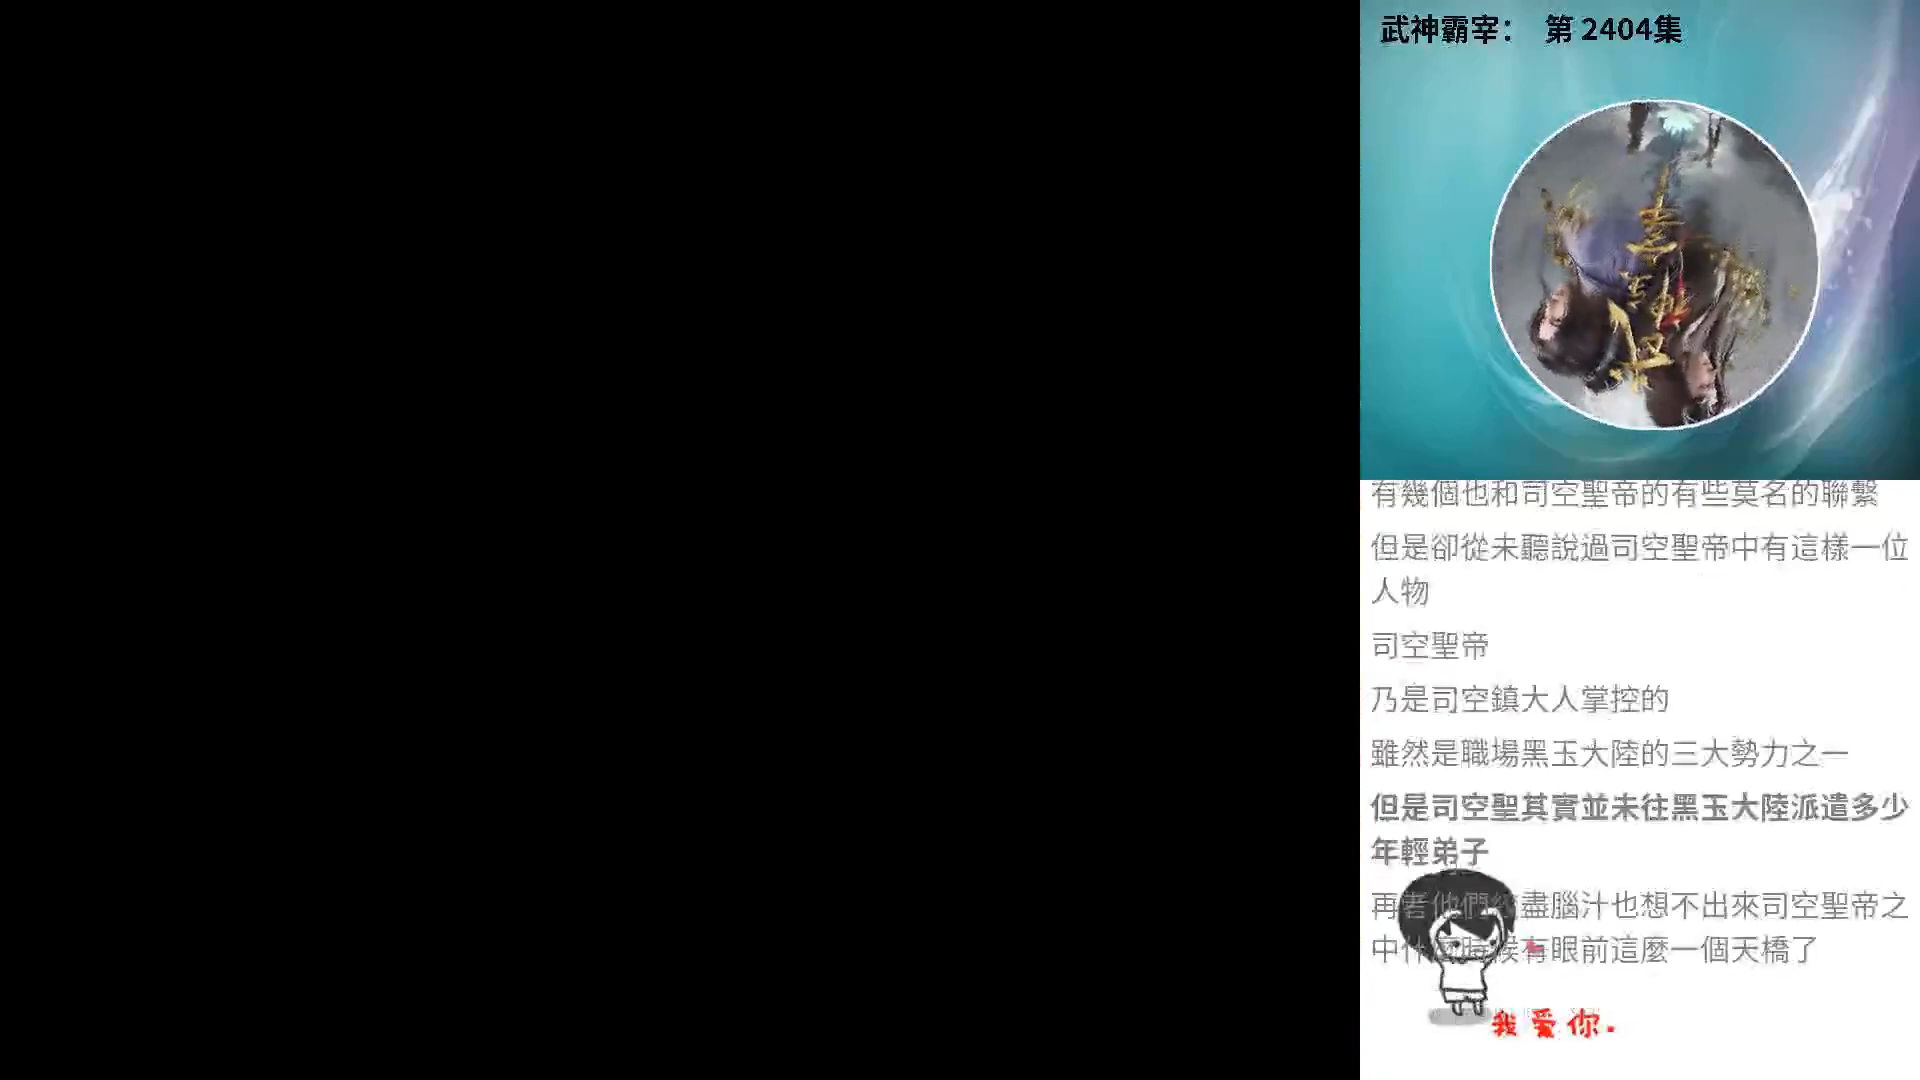 武神霸宰： 第 2404集
有幾個也和司空聖帝的有些莫名的聯繫
但是卻從未聽說過司空聖帝中有這樣一位
人物
司空聖帝
乃是司空鎮大人掌控的
雖然是職場黑玉大陸的三大勢力之一
但是司空聖其實並未往黑玉大陸派遣多少
年輕弟子
再者他們絞盡腦汁也想不出來司空聖帝之
中什麼時候有眼前這麼一個天橋了
我爱你.